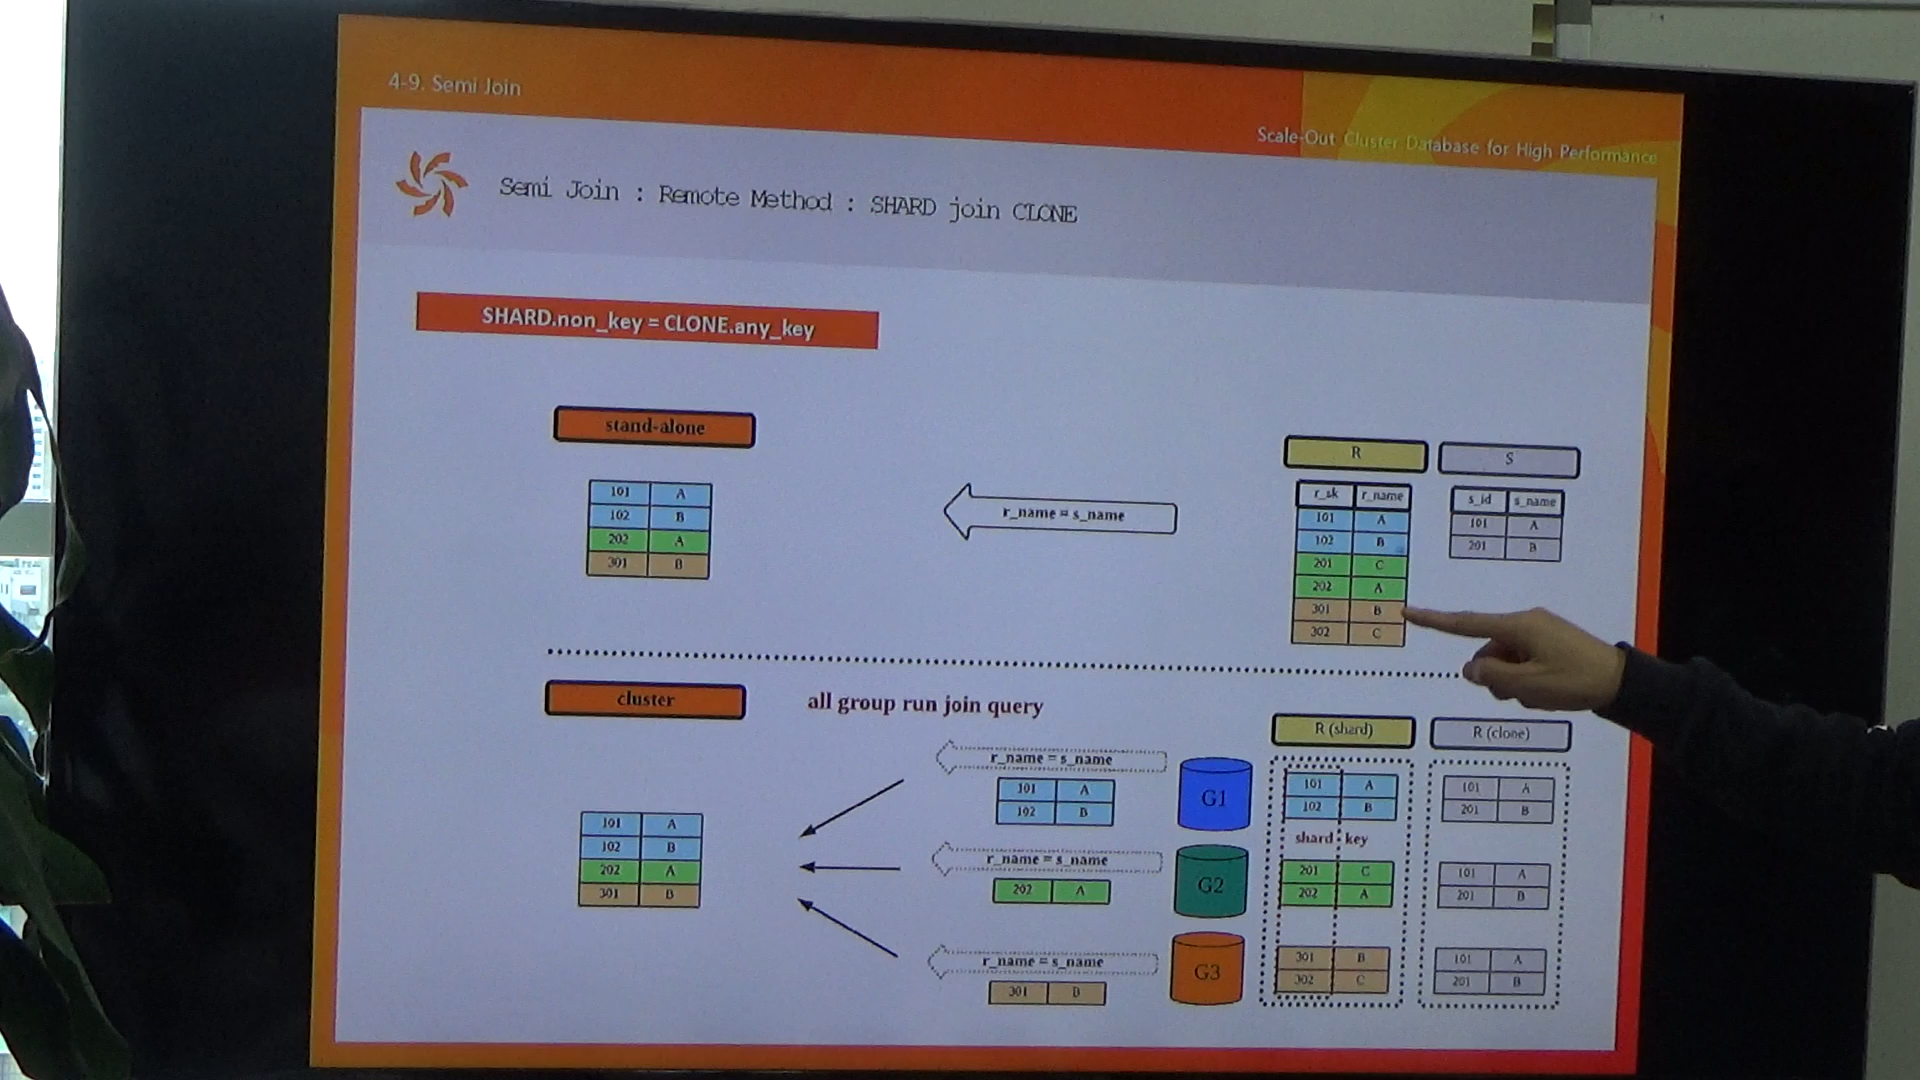 4-9. Semi Join
Scale-Out Cluster Database for High Performance
Semi Join : Remote Method : SHARD join CLONE
SHARD.non_key = CLONE.any_key
stand-alone
101 A
102 B
202 A
301 B
r_name = s_name
R
r_sk r_name
101 A
102 B
201 C
202 A
301 B
302 C
S
s_id s_name
101 A
201 B
cluster
all group run join query
101 A
102 B
202 A
301 B
r_name = s_name
101 A
102 B
r_name = s_name
202 A
r_name = s_name
301 B
G1
G2
G3
R (shard)
101 A
102 B
shard - key
201 C
202 A
301 B
302 C
R (clone)
101 A
201 B
101 A
201 B
101 A
201 B